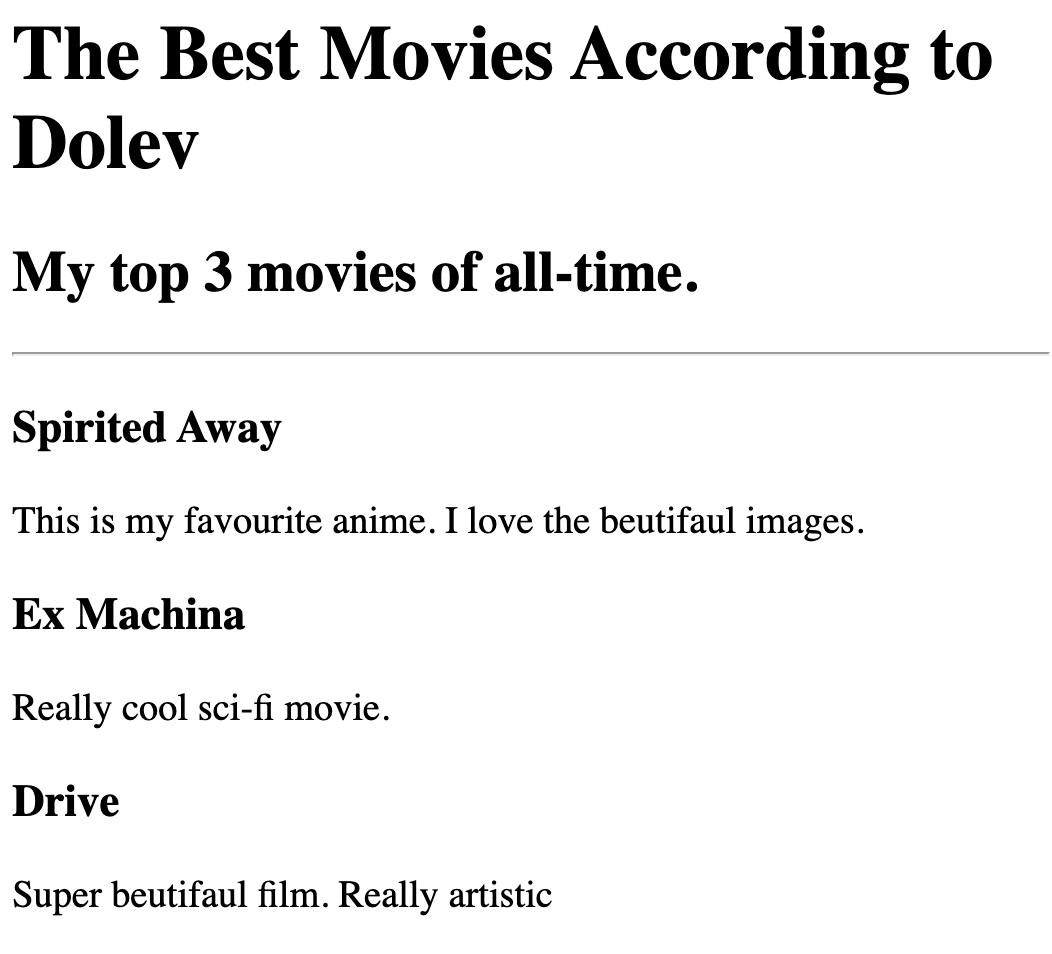 The Best Movies According to
Dolev
My top 3 movies of all-time.
Spirited Away
This is my favourite anime. I love the beutifaul images.
Ex Machina
Really cool sci-fi movie.
Drive
Super beutifaul film. Really artistic